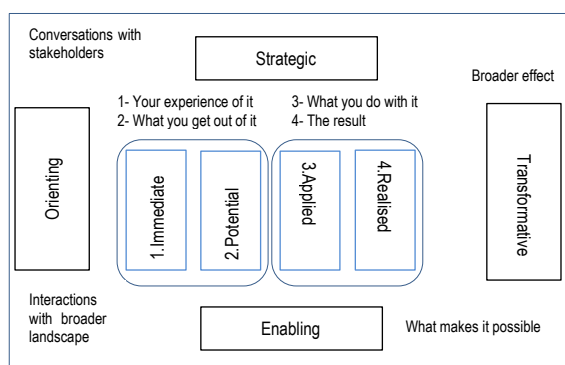 Conversations with
stakeholders
Strategic
Broader effect
1- Your experience of it
2- What you get out of it
3- What you do with it
4- The result
Orienting
1.Immediate
2.Potential
3.Applied
4.Realised
Transformative
Interactions
with broader
landscape
Enabling
What makes it possible